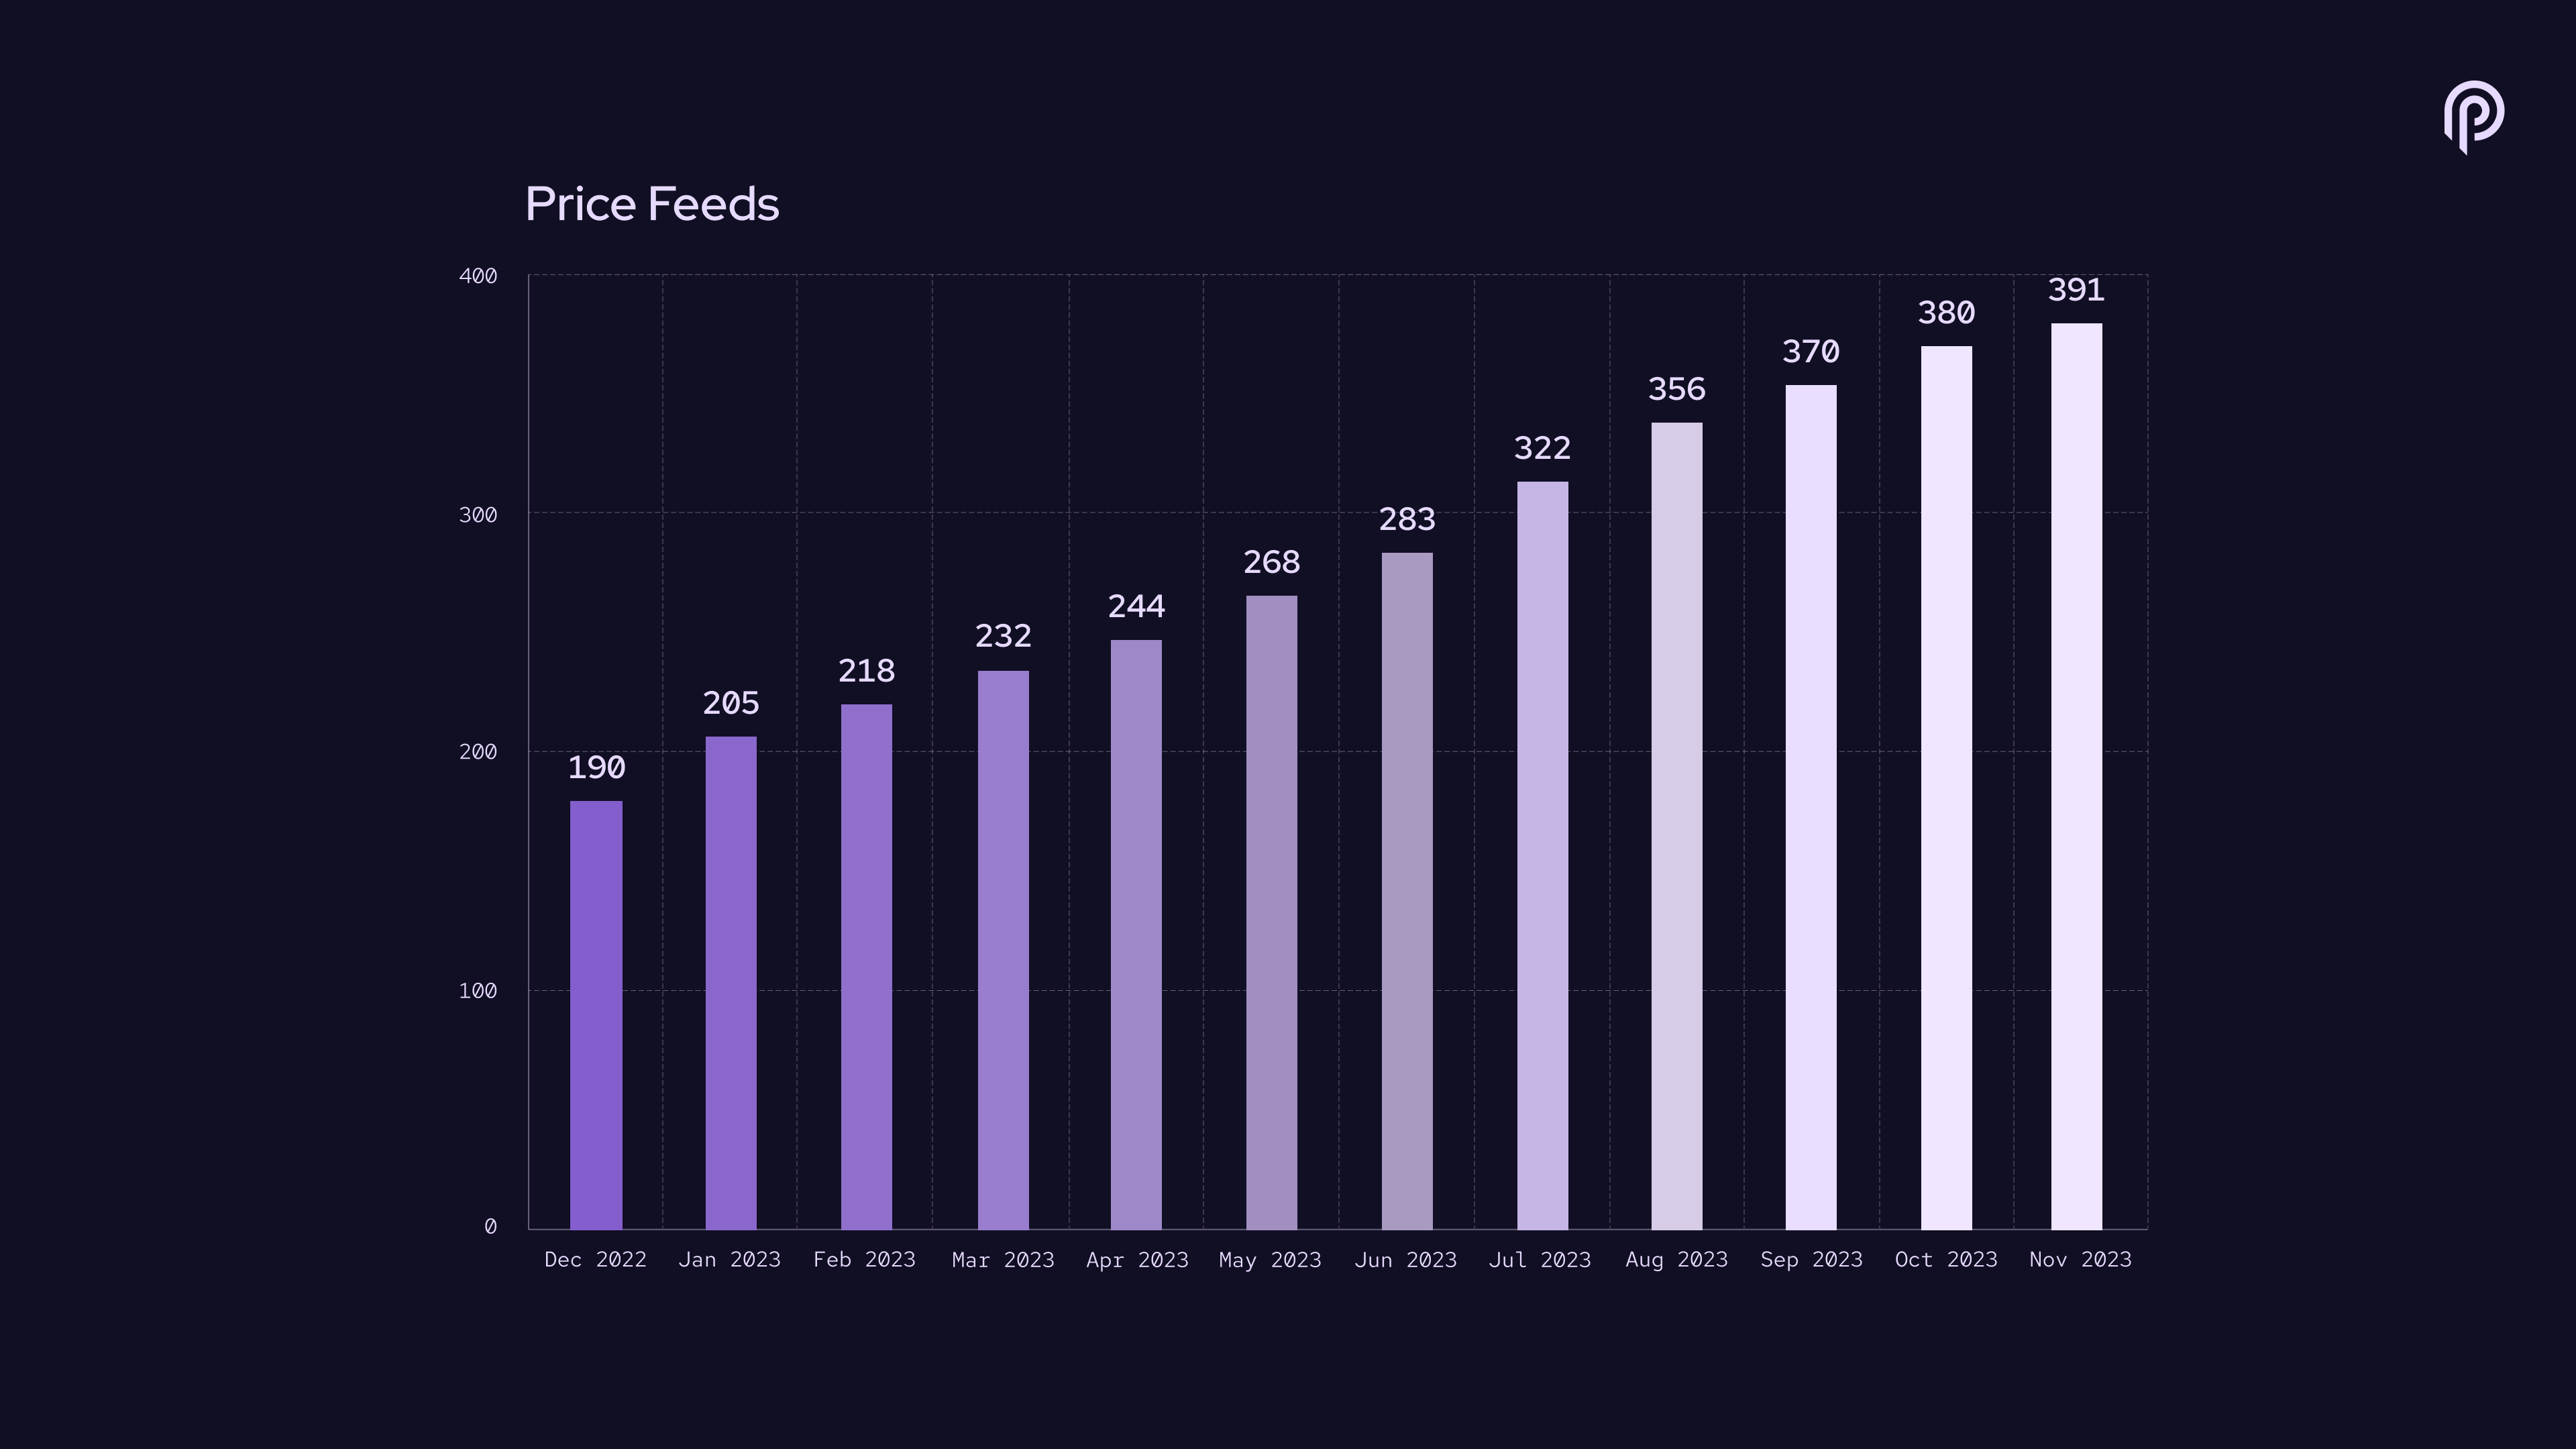 Price Feeds
400
300
200
100
0
190
205
218
232
244
268
283
322
356
370
380
391
Dec 2022
Jan 2023
Feb 2023
Mar 2023
Apr 2023
May 2023
Jun 2023
Jul 2023
Aug 2023
Sep 2023
Oct 2023
Nov 2023